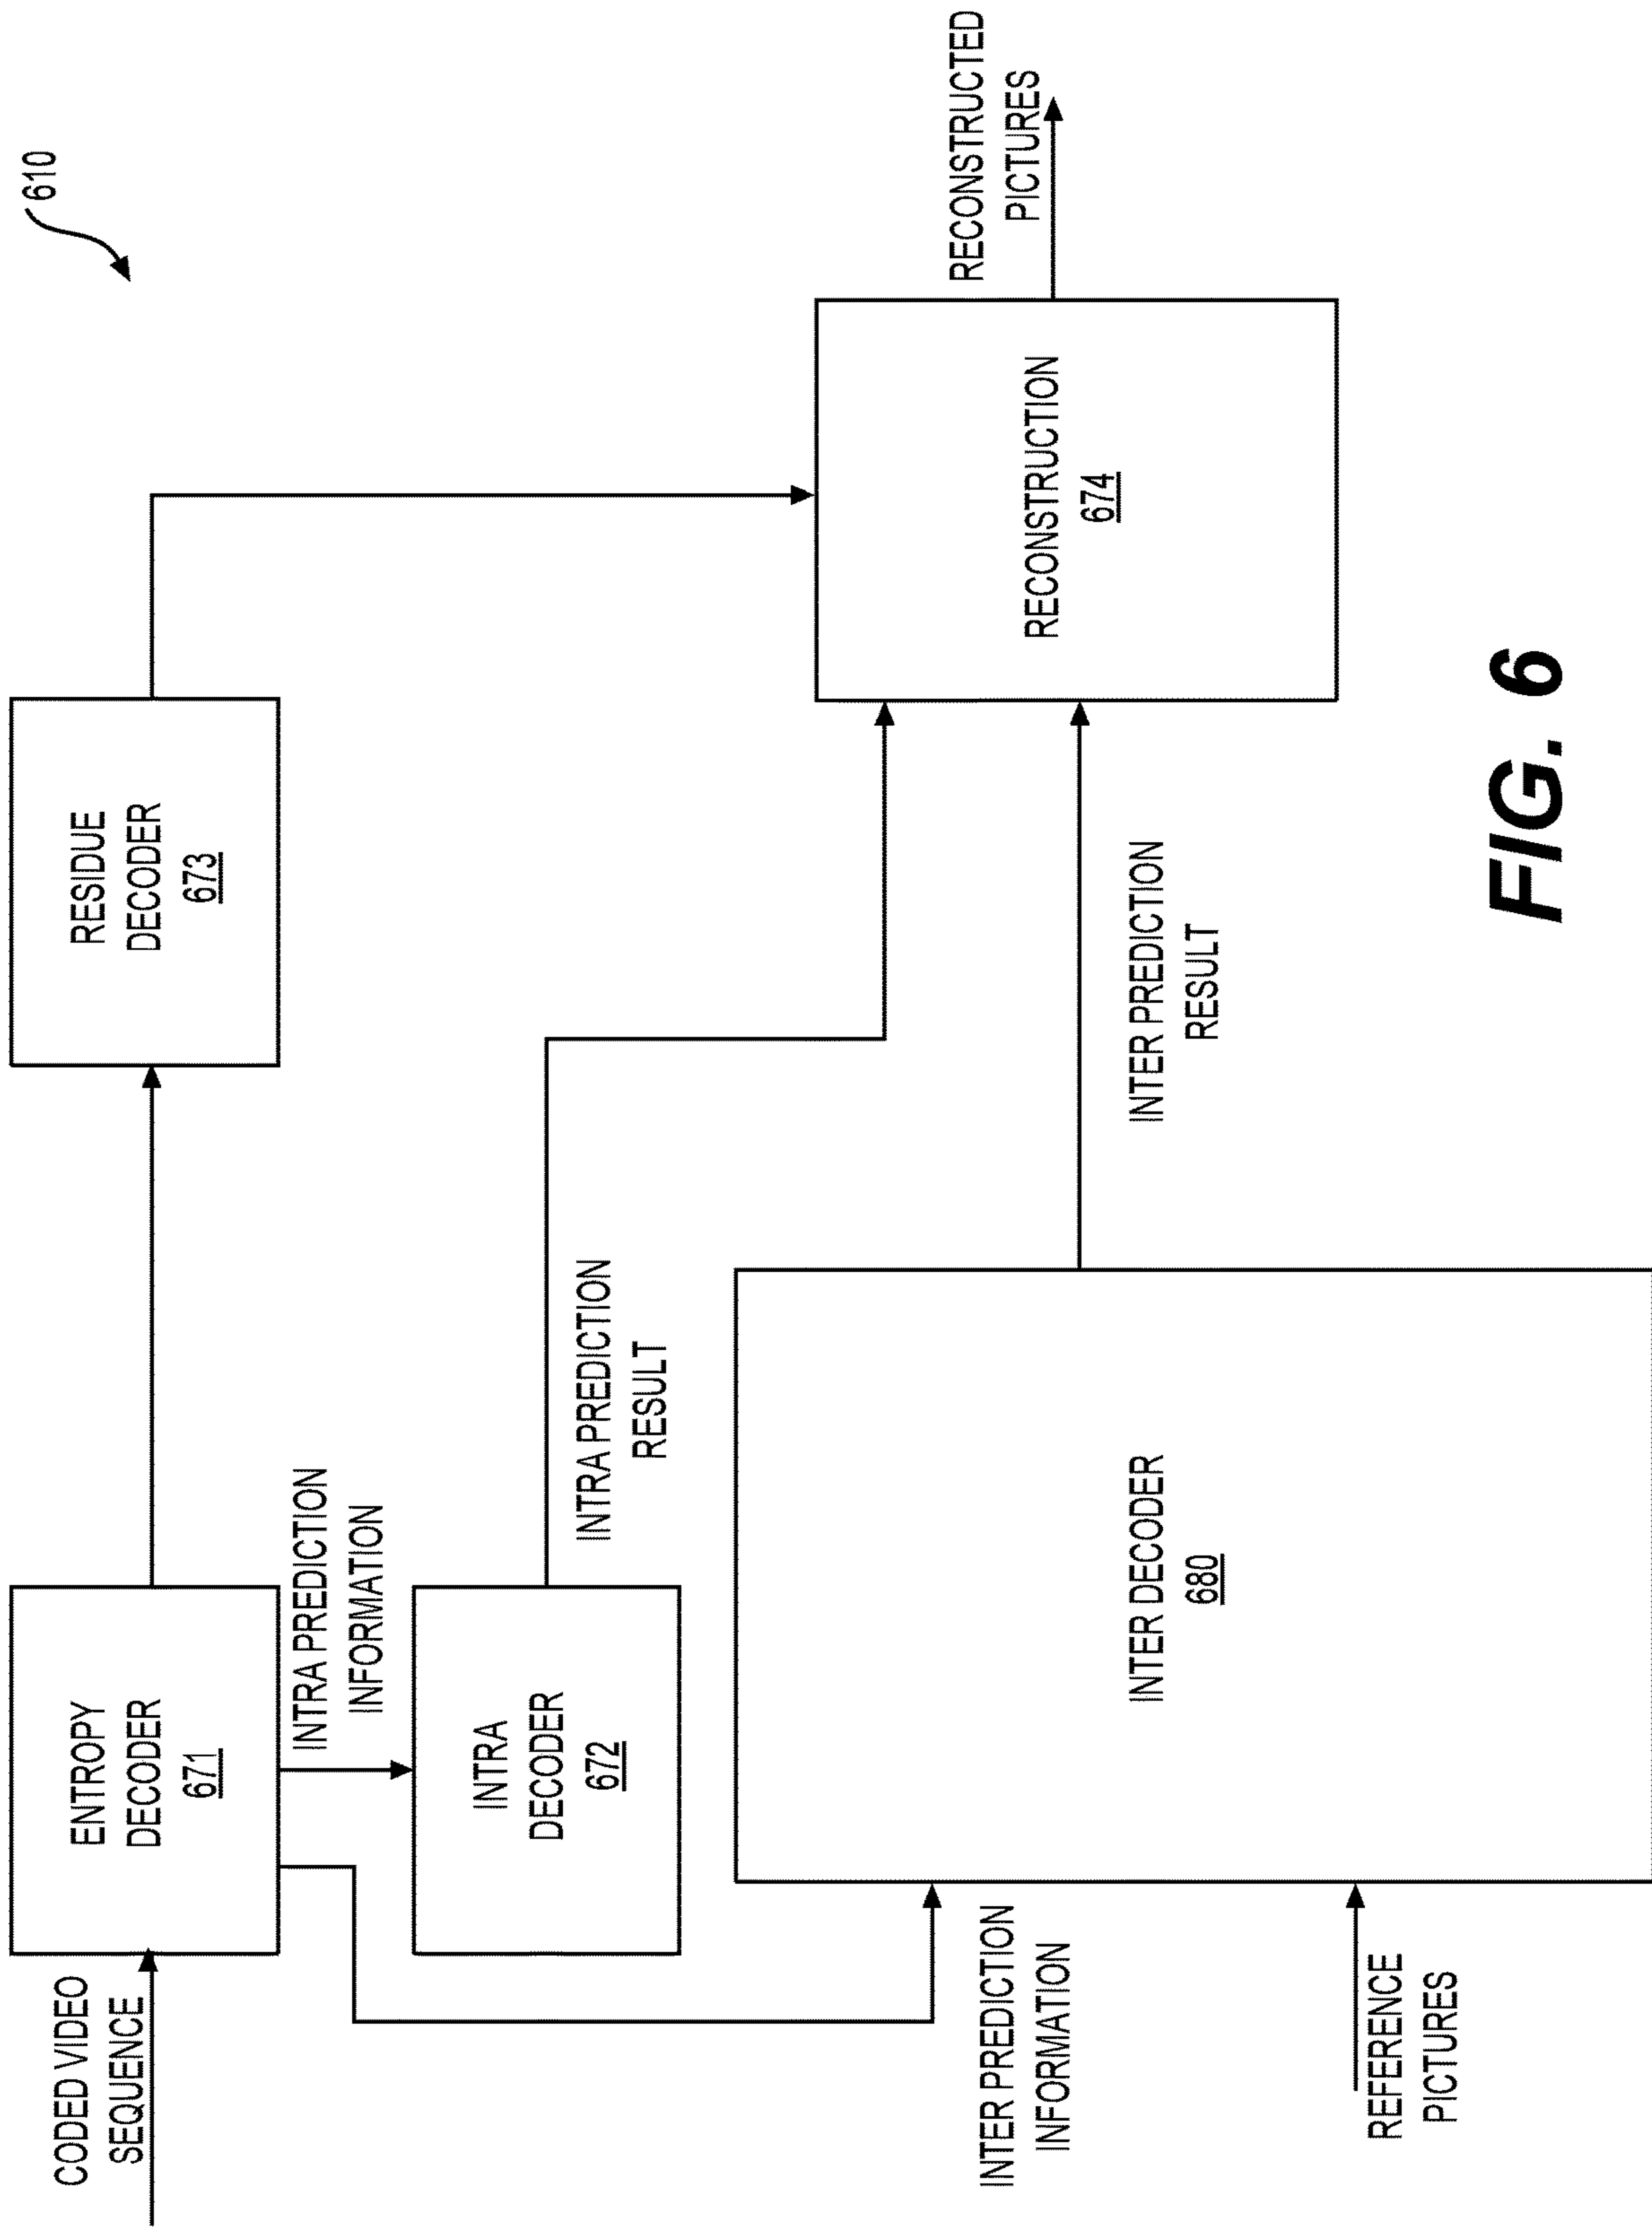 610
CODED VIDEO
SEQUENCE
ENTROPY
DECODER
671
RESIDUE
DECODER
673
INTRA PREDICTION
INFORMATION
INTRA
DECODER
672
INTRA PREDICTION
RESULT
RECONSTRUCTED
PICTURES
RECONSTRUCTION
674
INTER PREDICTION
INFORMATION
INTER DECODER
680
INTER PREDICTION
RESULT
REFERENCE
PICTURES
FIG. 6